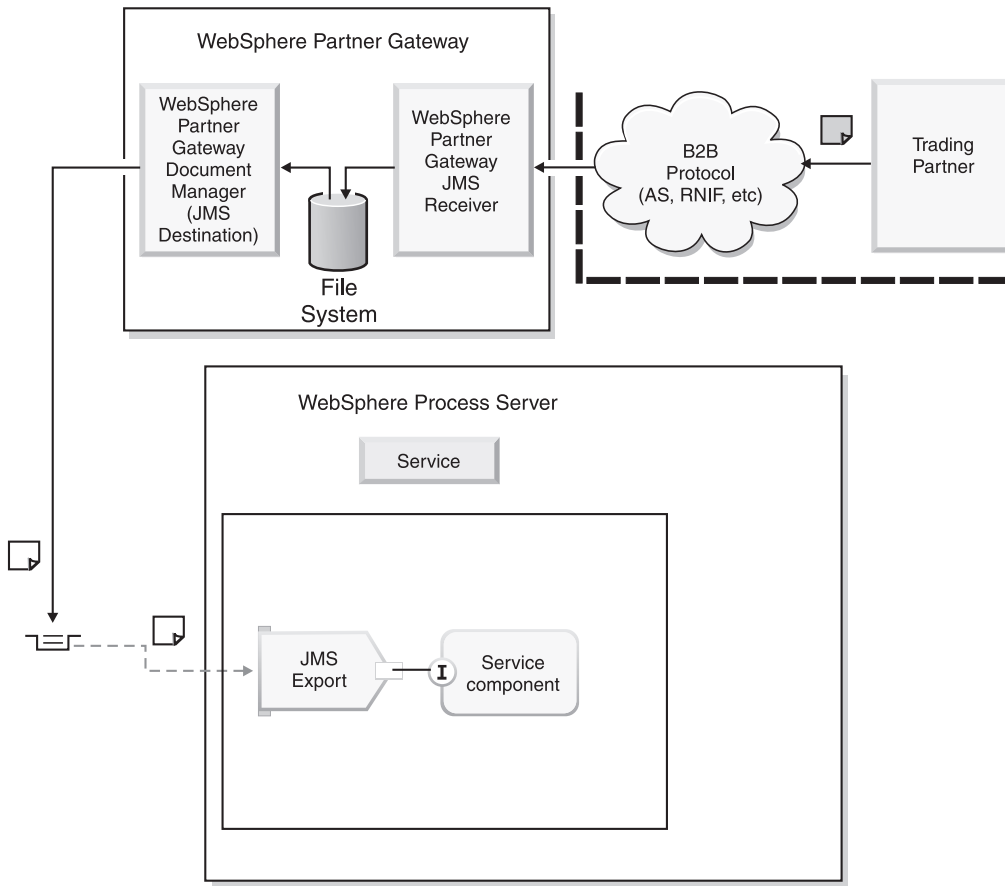 WebSphere Partner Gateway
WebSphere
Partner
Gateway
Document
Manager
(JMS
Destination)
File
System
WebSphere
Partner
Gateway
JMS
Receiver
B2B
Protocol
(AS, RNIF, etc)
Trading
Partner
WebSphere Process Server
Service
JMS
Export
I
Service
component